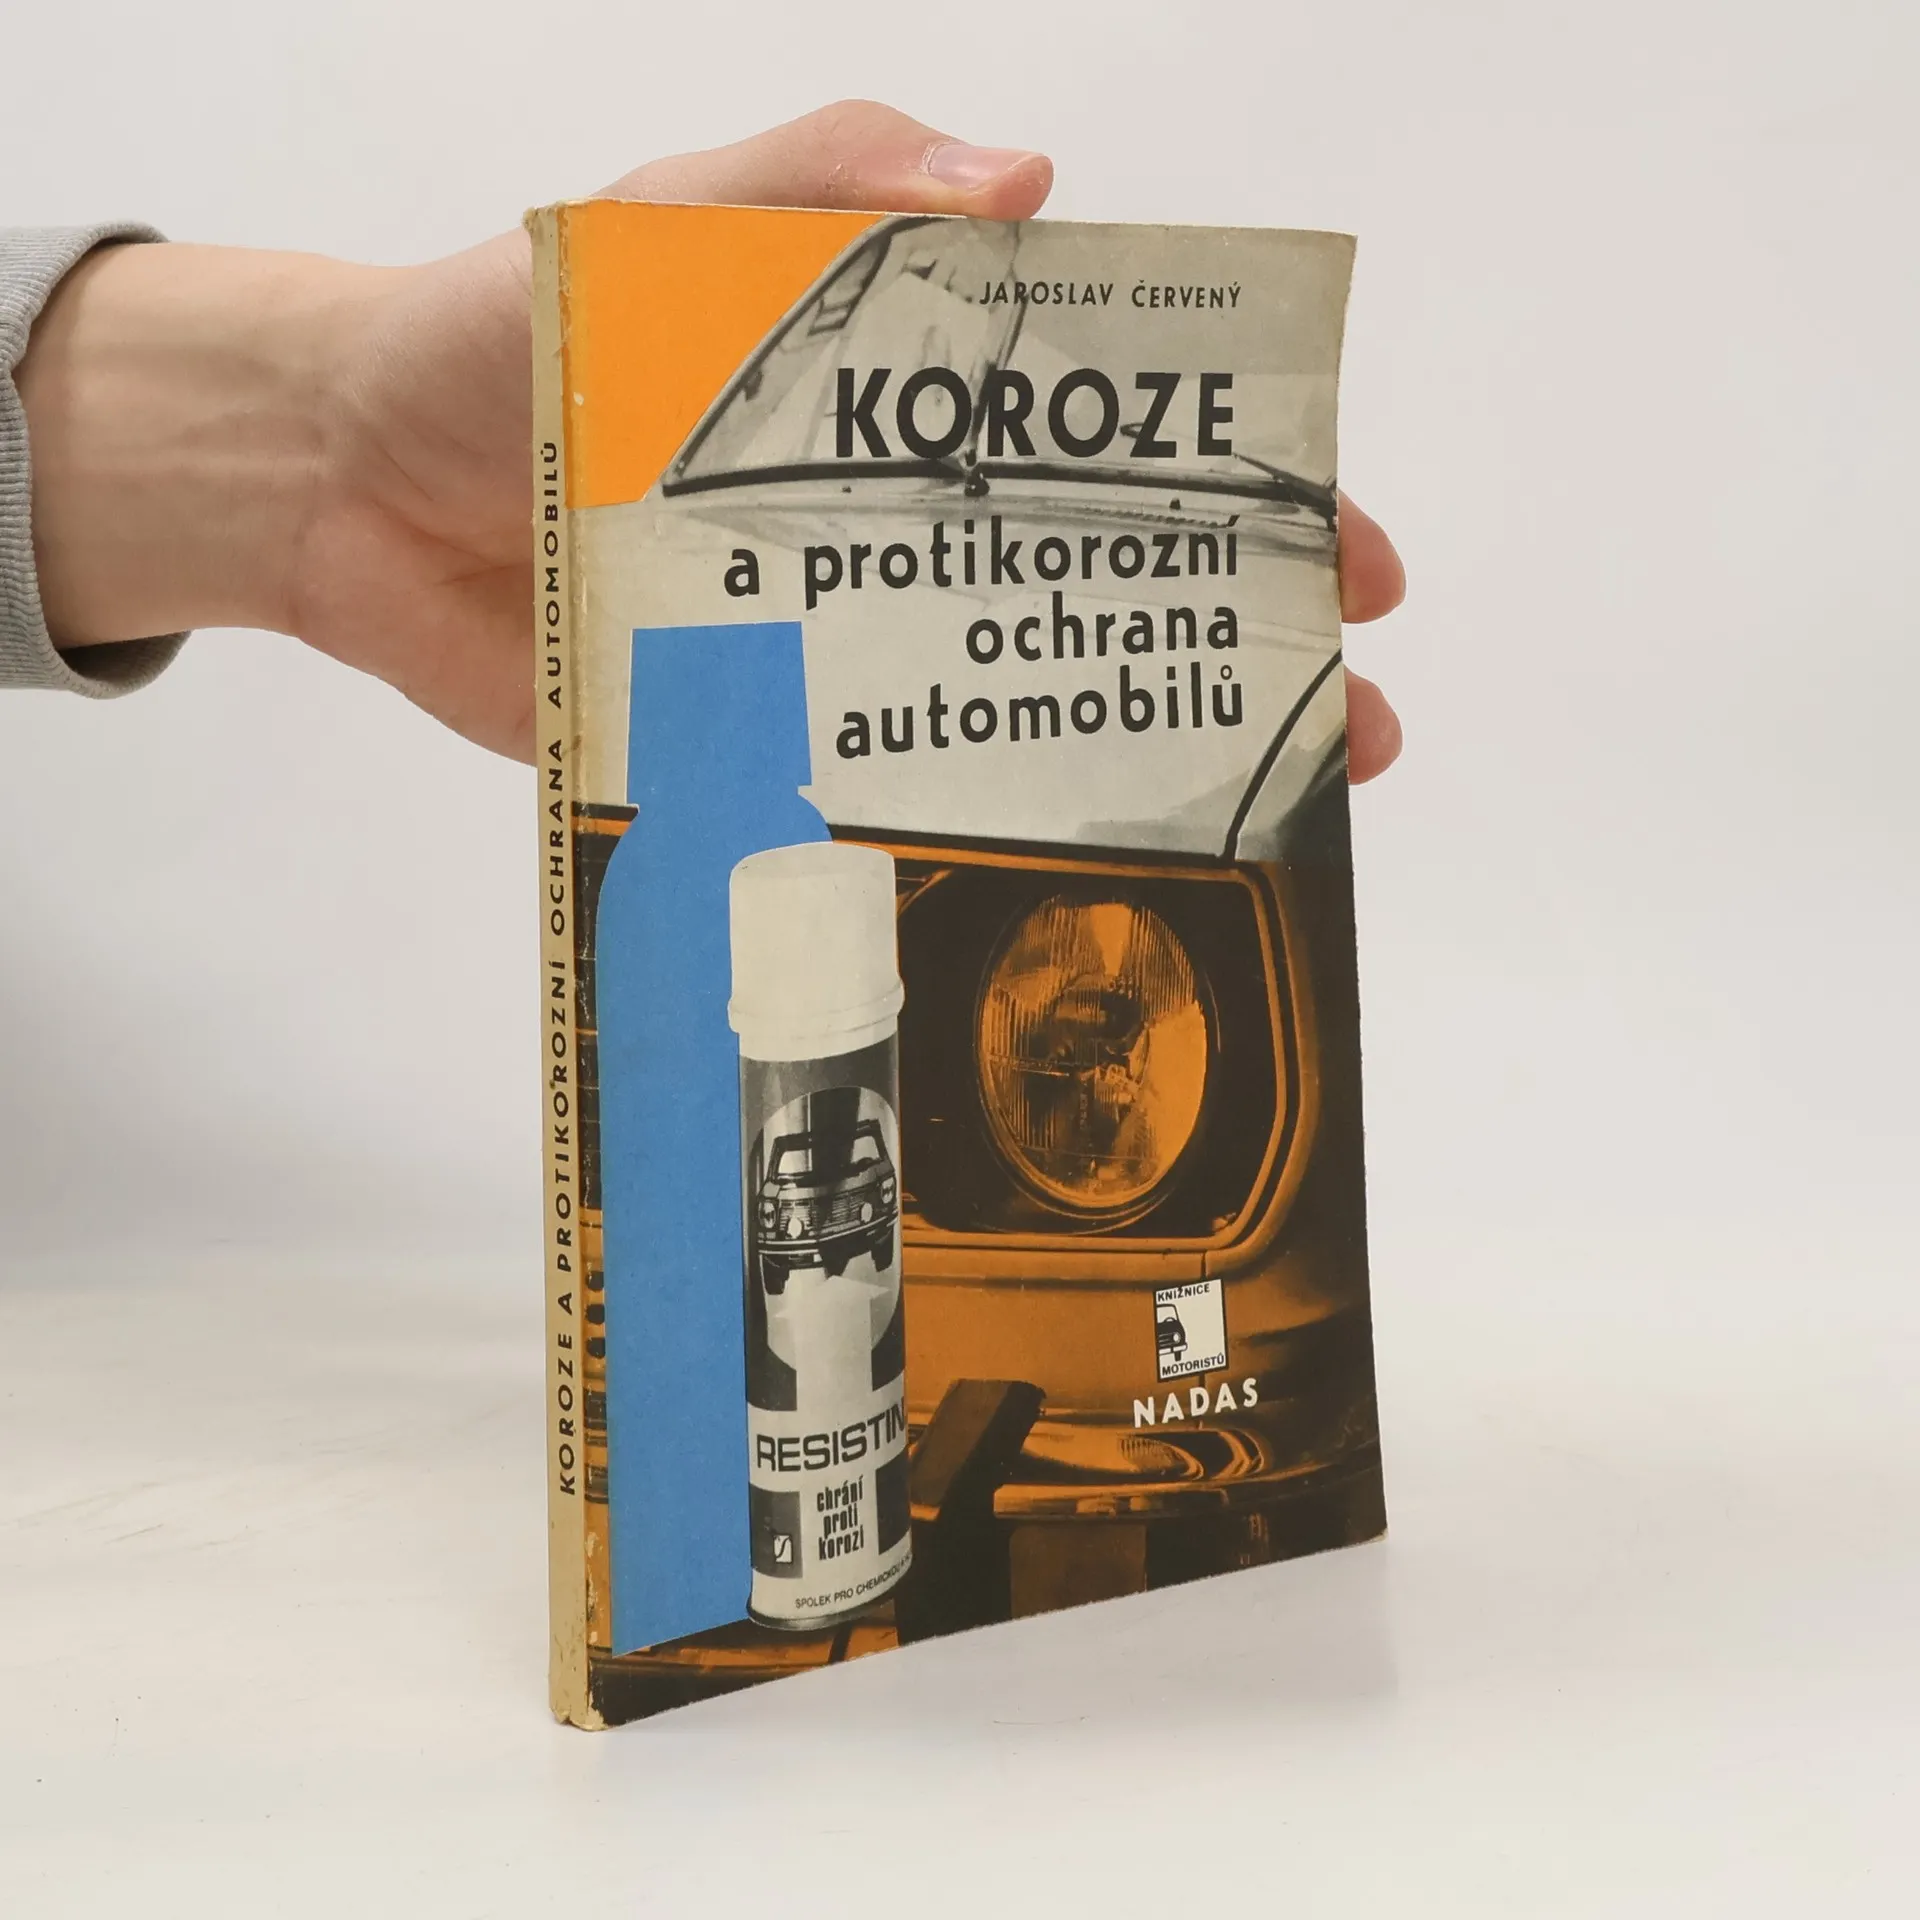 JAROSLAV ČERVENÝ
KOROZE
a protikorozní
ochrana
automobilů
KOROZE A PROTIKOROZNÍ OCHRANA AUTOMOBILŮ
RESISTIN
chrání
proti
korozi
SPOLEK PRO CHEMICKOU A
KNIŽNICE
MOTORISTŮ
NADAS